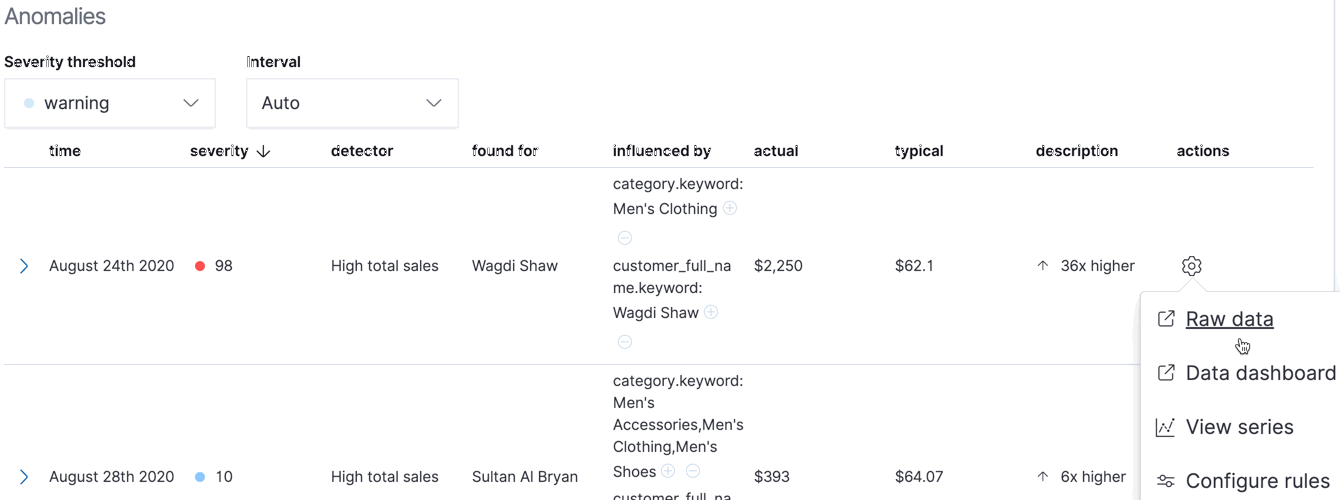 Anomalies
Severity threshold
Interval
warning
Auto
time severity detector found for influenced by actual typical description actions
category.keyword:
Men's Clothing
August 24th 2020 98 High total sales Wagdi Shaw customer_full_na $2,250 $62.1 36x higher
me.keyword:
Wagdi Shaw
Raw data
Data dashboard
View series
Configure rules
category.keyword:
Men's
Accessories,Men's
Clothing,Men's
Shoes
August 28th 2020 10 High total sales Sultan Al Bryan $393 $64.07 6x higher
customer_full_na